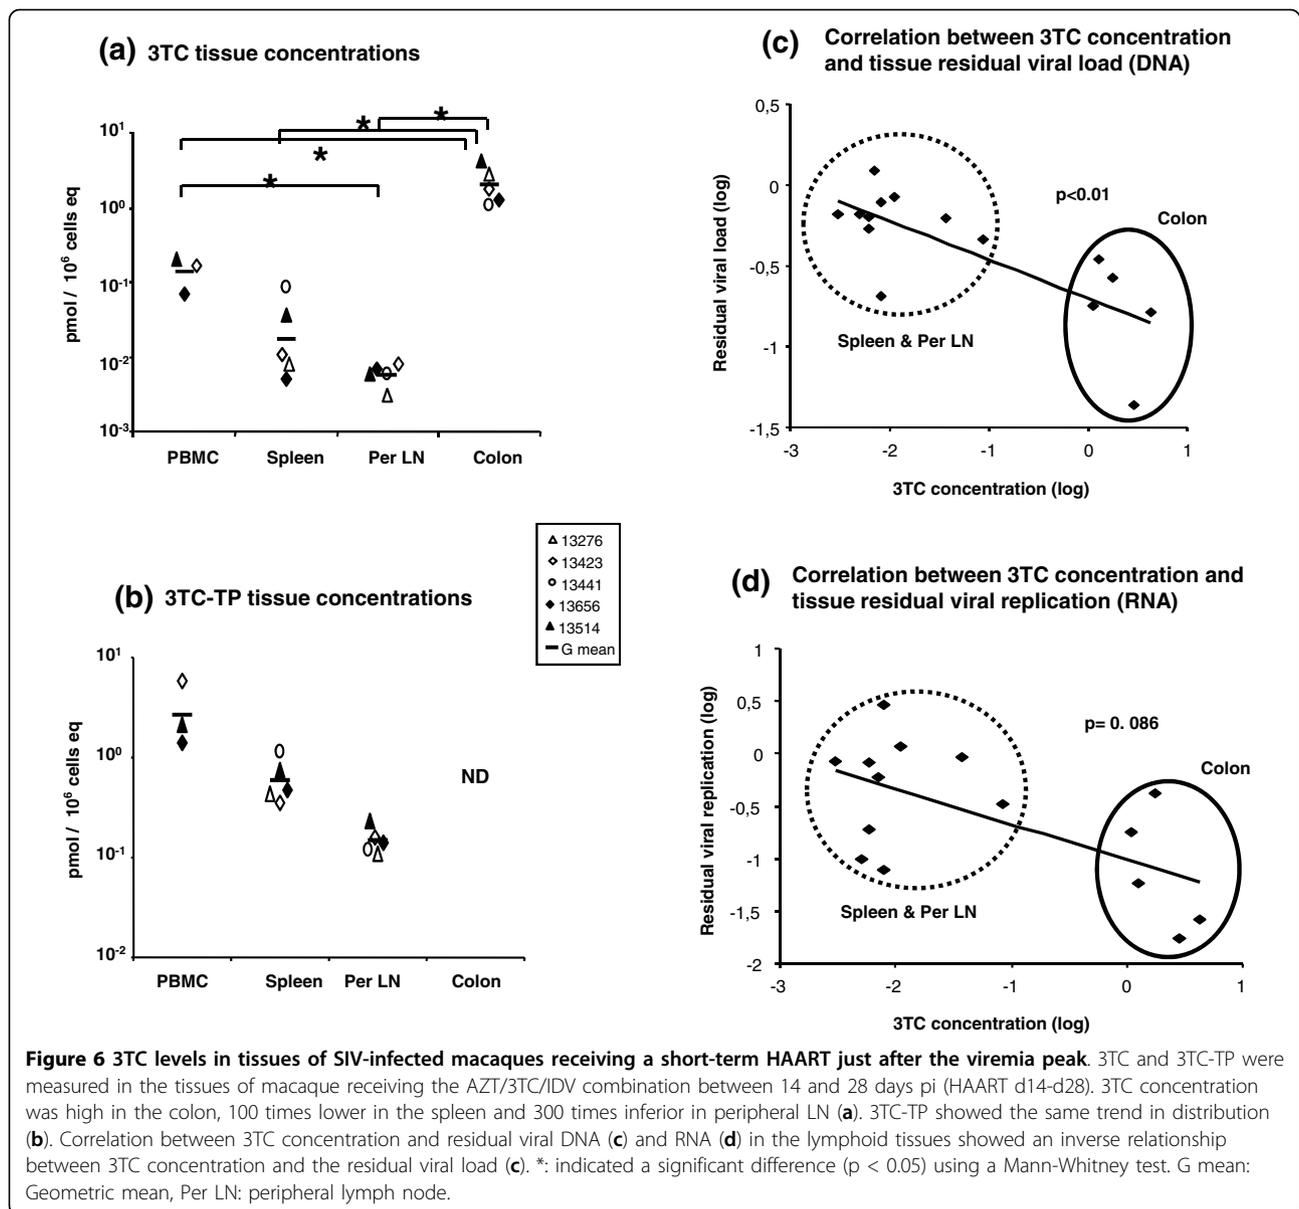 (a) 3TC tissue concentrations
pmol / 10⁶ cells eq
10¹
10⁰
10⁻¹
10⁻²
10⁻³
*
*
*
*
PBMC Spleen Per LN Colon
(c) Correlation between 3TC concentration
and tissue residual viral load (DNA)
Residual viral load (log)
0,5
0
-0,5
-1
-1,5
p<0.01
Colon
Spleen & Per LN
-3 -2 -1 0 1
3TC concentration (log)
13276
13423
13441
13656
13514
G mean
(b) 3TC-TP tissue concentrations
pmol / 10⁶ cells eq
10¹
10⁰
10⁻¹
10⁻²
ND
PBMC Spleen Per LN Colon
(d) Correlation between 3TC concentration and
tissue residual viral replication (RNA)
Residual viral replication (log)
1
0,5
0
-0,5
-1
-1,5
-2
p= 0. 086
Colon
Spleen & Per LN
-3 -2 -1 0 1
3TC concentration (log)
Figure 6 3TC levels in tissues of SIV-infected macaques receiving a short-term HAART just after the viremia peak. 3TC and 3TC-TP were
measured in the tissues of macaque receiving the AZT/3TC/IDV combination between 14 and 28 days pi (HAART d14-d28). 3TC concentration
was high in the colon, 100 times lower in the spleen and 300 times inferior in peripheral LN (a). 3TC-TP showed the same trend in distribution
(b). Correlation between 3TC concentration and residual viral DNA (c) and RNA (d) in the lymphoid tissues showed an inverse relationship
between 3TC concentration and the residual viral load (c). *: indicated a significant difference (p < 0.05) using a Mann-Whitney test. G mean:
Geometric mean, Per LN: peripheral lymph node.